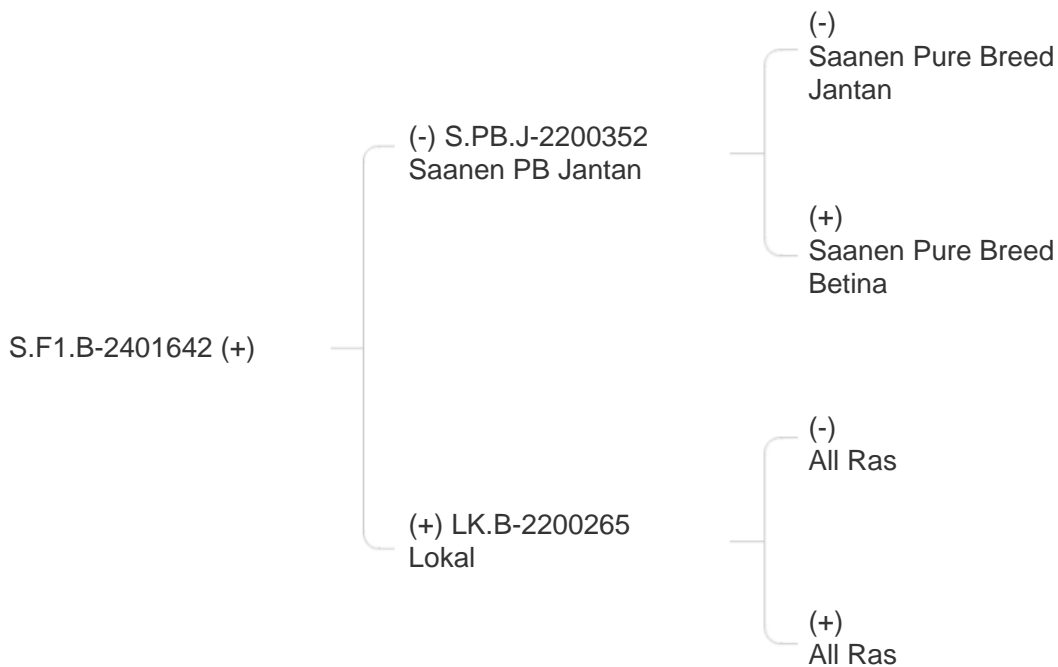 (-)
Saanen Pure Breed
Jantan
(-) S.PB.J-2200352
Saanen PB Jantan
(+)
Saanen Pure Breed
Betina
S.F1.B-2401642 (+)
(-)
All Ras
(+) LK.B-2200265
Lokal
(+)
All Ras